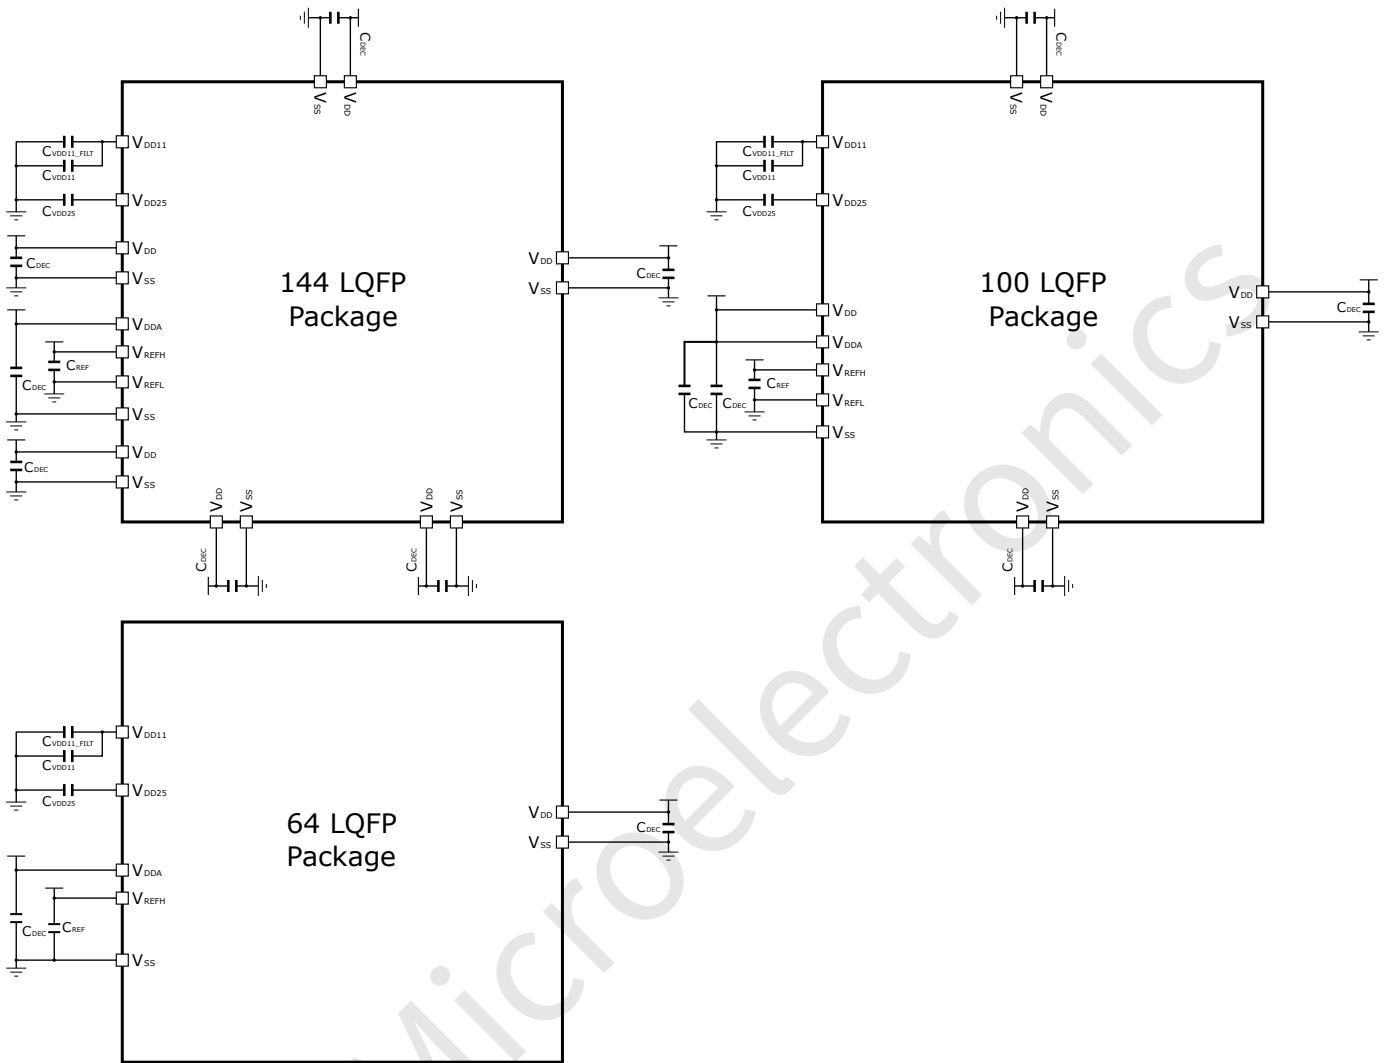 CDEC
VSS
VDD
CVDD11_FILT
CVDD11
CVDD25
VDD11
VDD25
VDD
CDEC
VSS
VDDA
VREFH
CREF
VREFL
CDEC
VSS
VDD
CDEC
VSS
144 LQFP
Package
VDD
CDEC
VSS
VDD
VSS
VDD
VSS
CDEC
CDEC
CDEC
VSS
VDD
CVDD11_FILT
CVDD11
CVDD25
VDD11
VDD25
100 LQFP
Package
VDD
VDDA
VREFH
CREF
VREFL
CDEC
CDEC
VSS
VDD
CDEC
VSS
VDD
VSS
CDEC
CVDD11_FILT
CVDD11
CVDD25
VDD11
VDD25
64 LQFP
Package
VDD
CDEC
VSS
VDDA
VREFH
CDEC
CREF
VSS
Microelectronics